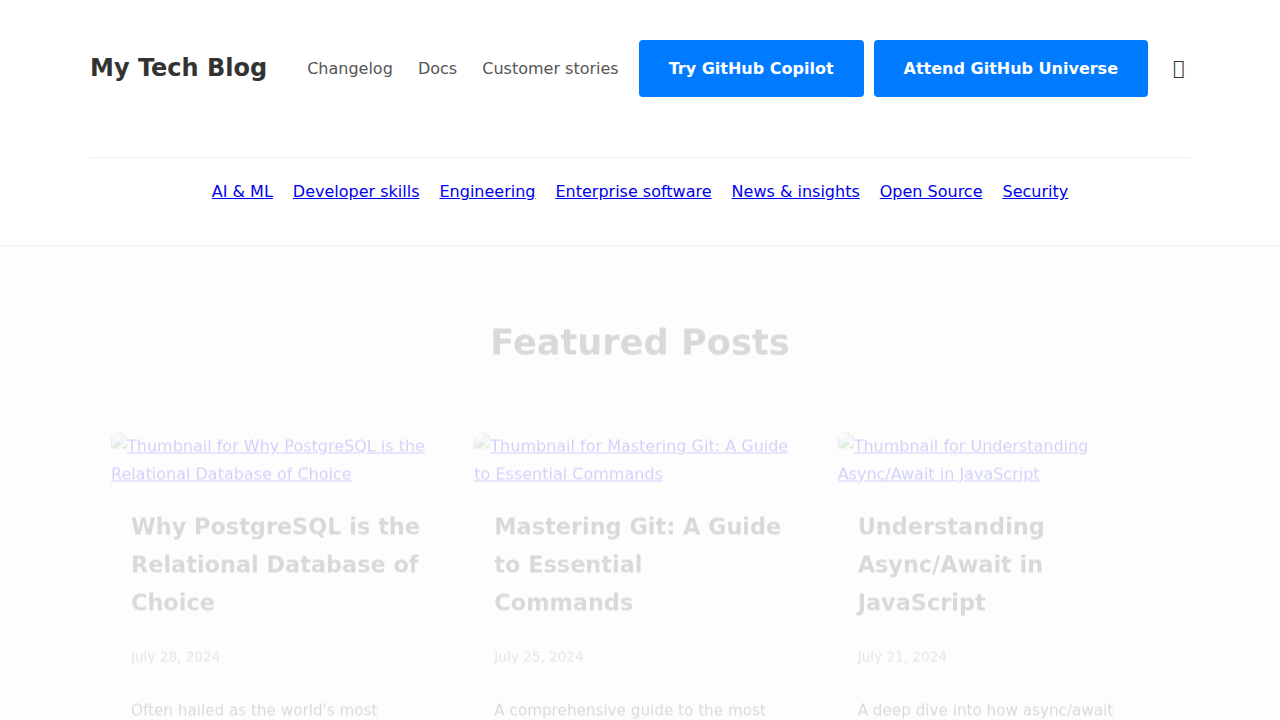 My Tech Blog
Changelog Docs Customer stories Try GitHub Copilot Attend GitHub Universe
AI & ML Developer skills Engineering Enterprise software News & insights Open Source Security
Featured Posts
Thumbnail for Why PostgreSQL is the
Relational Database of Choice
Why PostgreSQL is the
Relational Database of
Choice
July 28, 2024
Often hailed as the world's most
Thumbnail for Mastering Git: A Guide
to Essential Commands
Mastering Git: A Guide
to Essential
Commands
July 25, 2024
A comprehensive guide to the most
Thumbnail for Understanding
Async/Await in JavaScript
Understanding
Async/Await in
JavaScript
July 21, 2024
A deep dive into how async/await